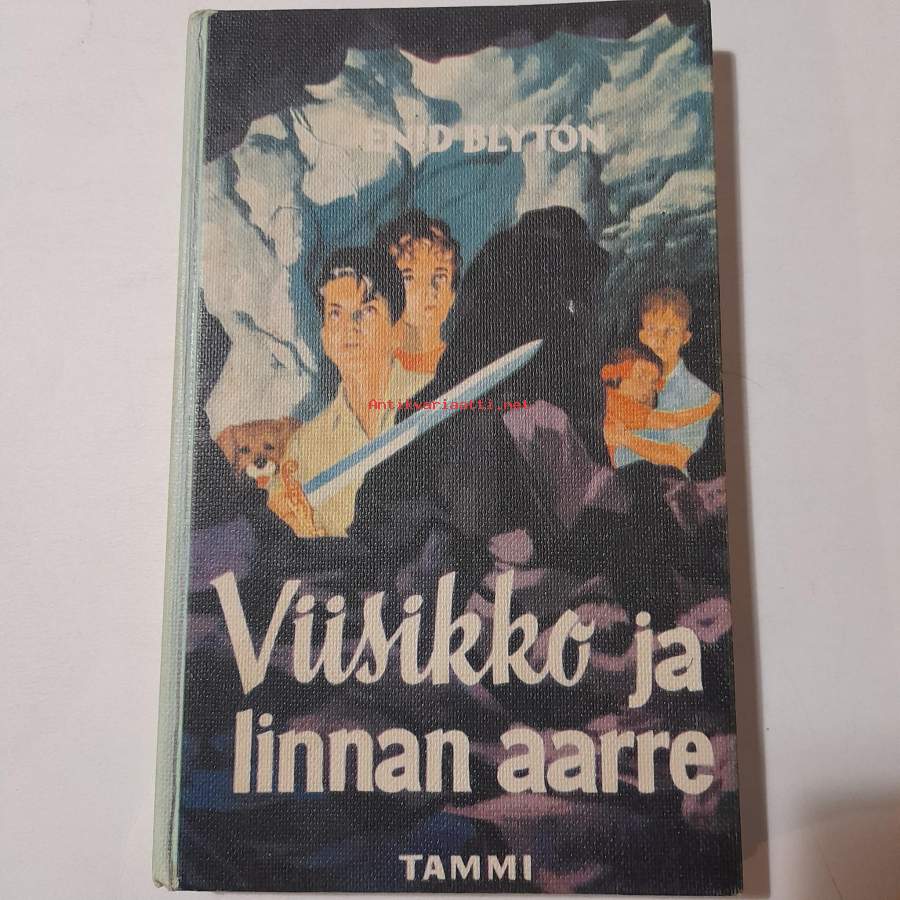 ENID BLYTON
Antikvariaatti.net
Viisikko ja
linnan aarre
TAMMI